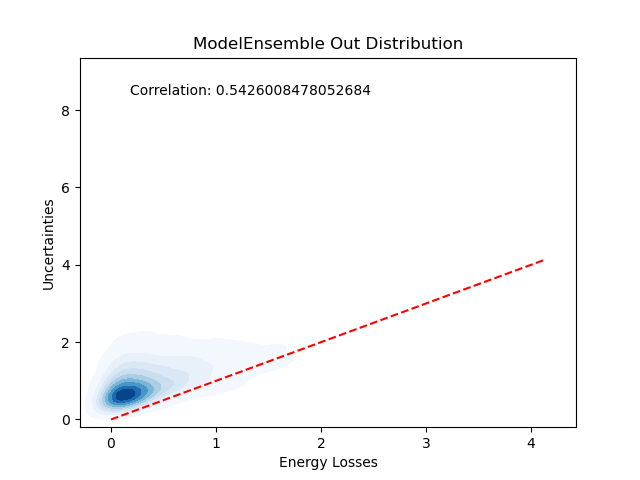 ModelEnsemble Out Distribution
Correlation: 0.5426008478052684
Uncertainties
8
6
4
2
0
0 1 2 3 4
Energy Losses